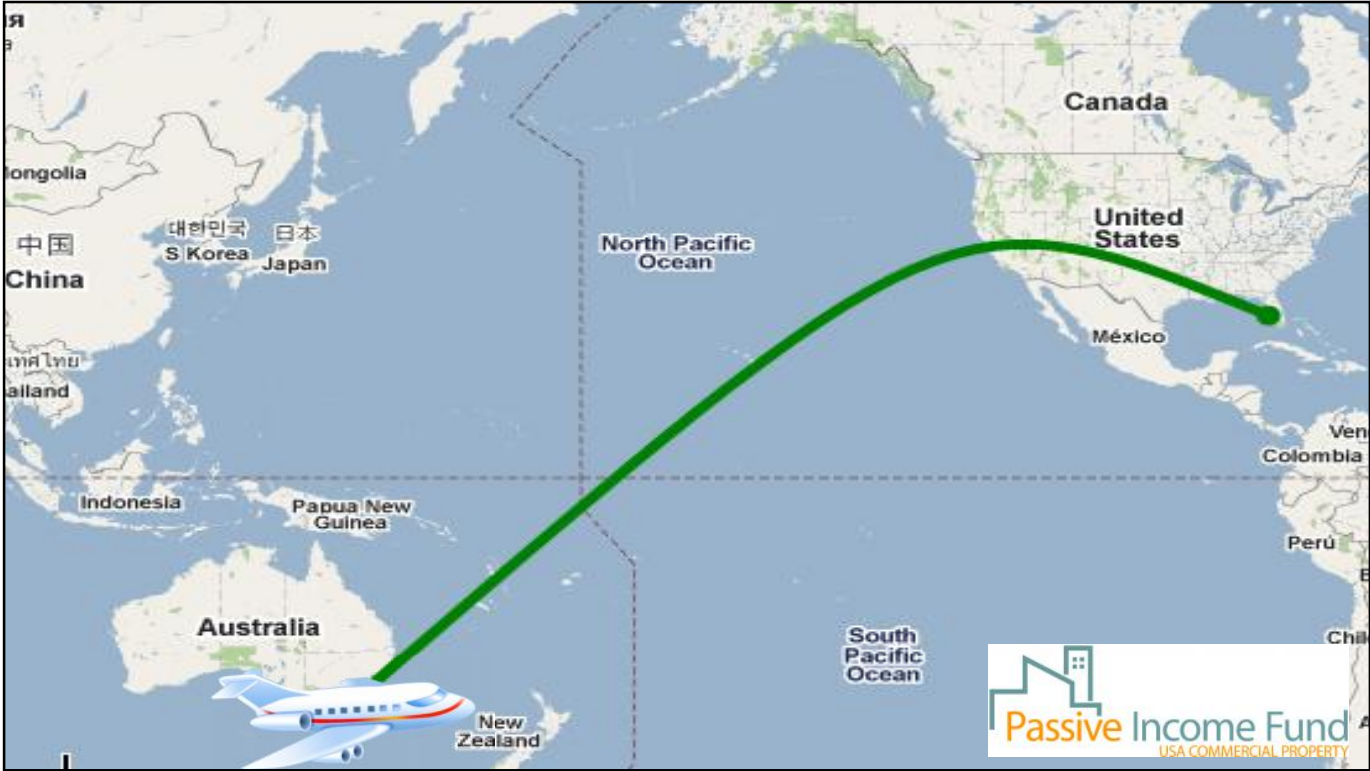 Я
Canada
ongolia
대한민국
日本
S Korea
Japan
中国
China
United
States
North Pacific
Ocean
México
ailand
Ven
Colombia
Indonesia
Papua New
Guinea
Perú
Australia
South
Pacific
Ocean
Chil
New
Zealand
Passive Income Fund
USA COMMERCIAL PROPERTY